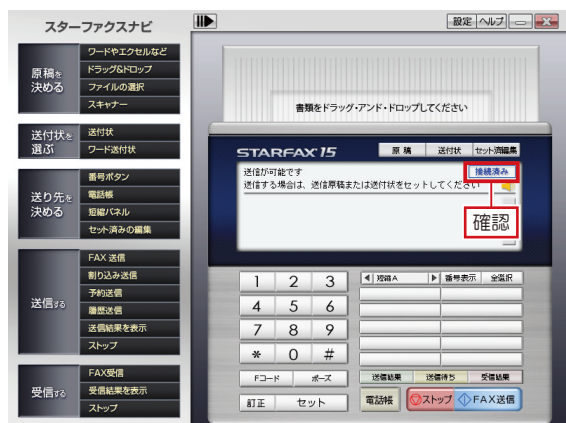 スターファクスナビ
原稿を
決める
ワードやエクセルなど
ドラッグ&ドロップ
ファイルの選択
スキャナー
送付状を
選ぶ
送付状
ワード送付状
送り先を
決める
番号ボタン
電話帳
短縮パネル
セット済みの編集
送信する
FAX 送信
割り込み送信
予約送信
履歴送信
送信結果を表示
ストップ
受信する
FAX受信
受信結果を表示
ストップ
設定 ヘルプ
書類をドラッグ・アンド・ドロップしてください
STARFAX 15 原 稿 送付状 セット済編集
送信が可能です 接続済み
送信する場合は、送信原稿または送付状をセットしてください
確認
1 2 3
4 5 6
7 8 9
* 0 #
Fコード ポーズ
訂正 セット
短縮A 番号表示 全選択
送信結果 送信待ち 受信結果
電話帳 ストップ FAX送信